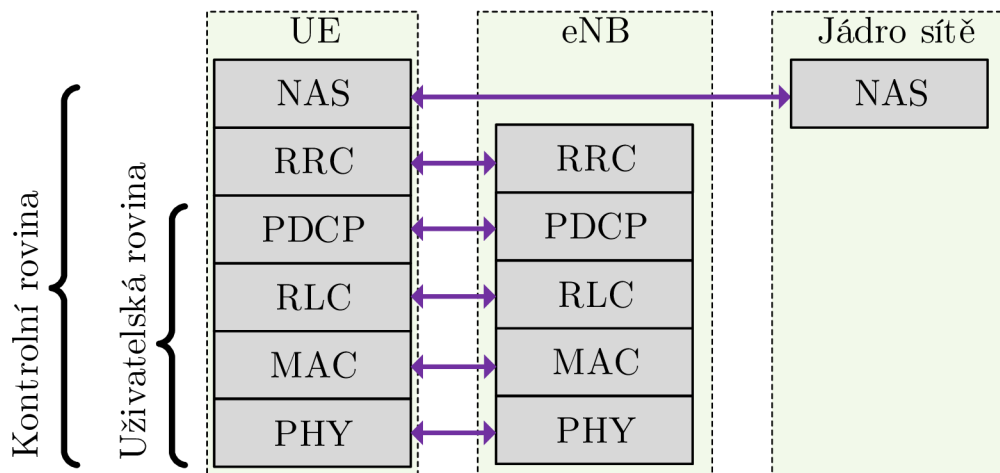 UE
eNB
Jádro sítě
NAS
NAS
RRC
RRC
PDCP
PDCP
RLC
RLC
MAC
MAC
PHY
PHY
Kontrolní rovina
Uživatelská rovina